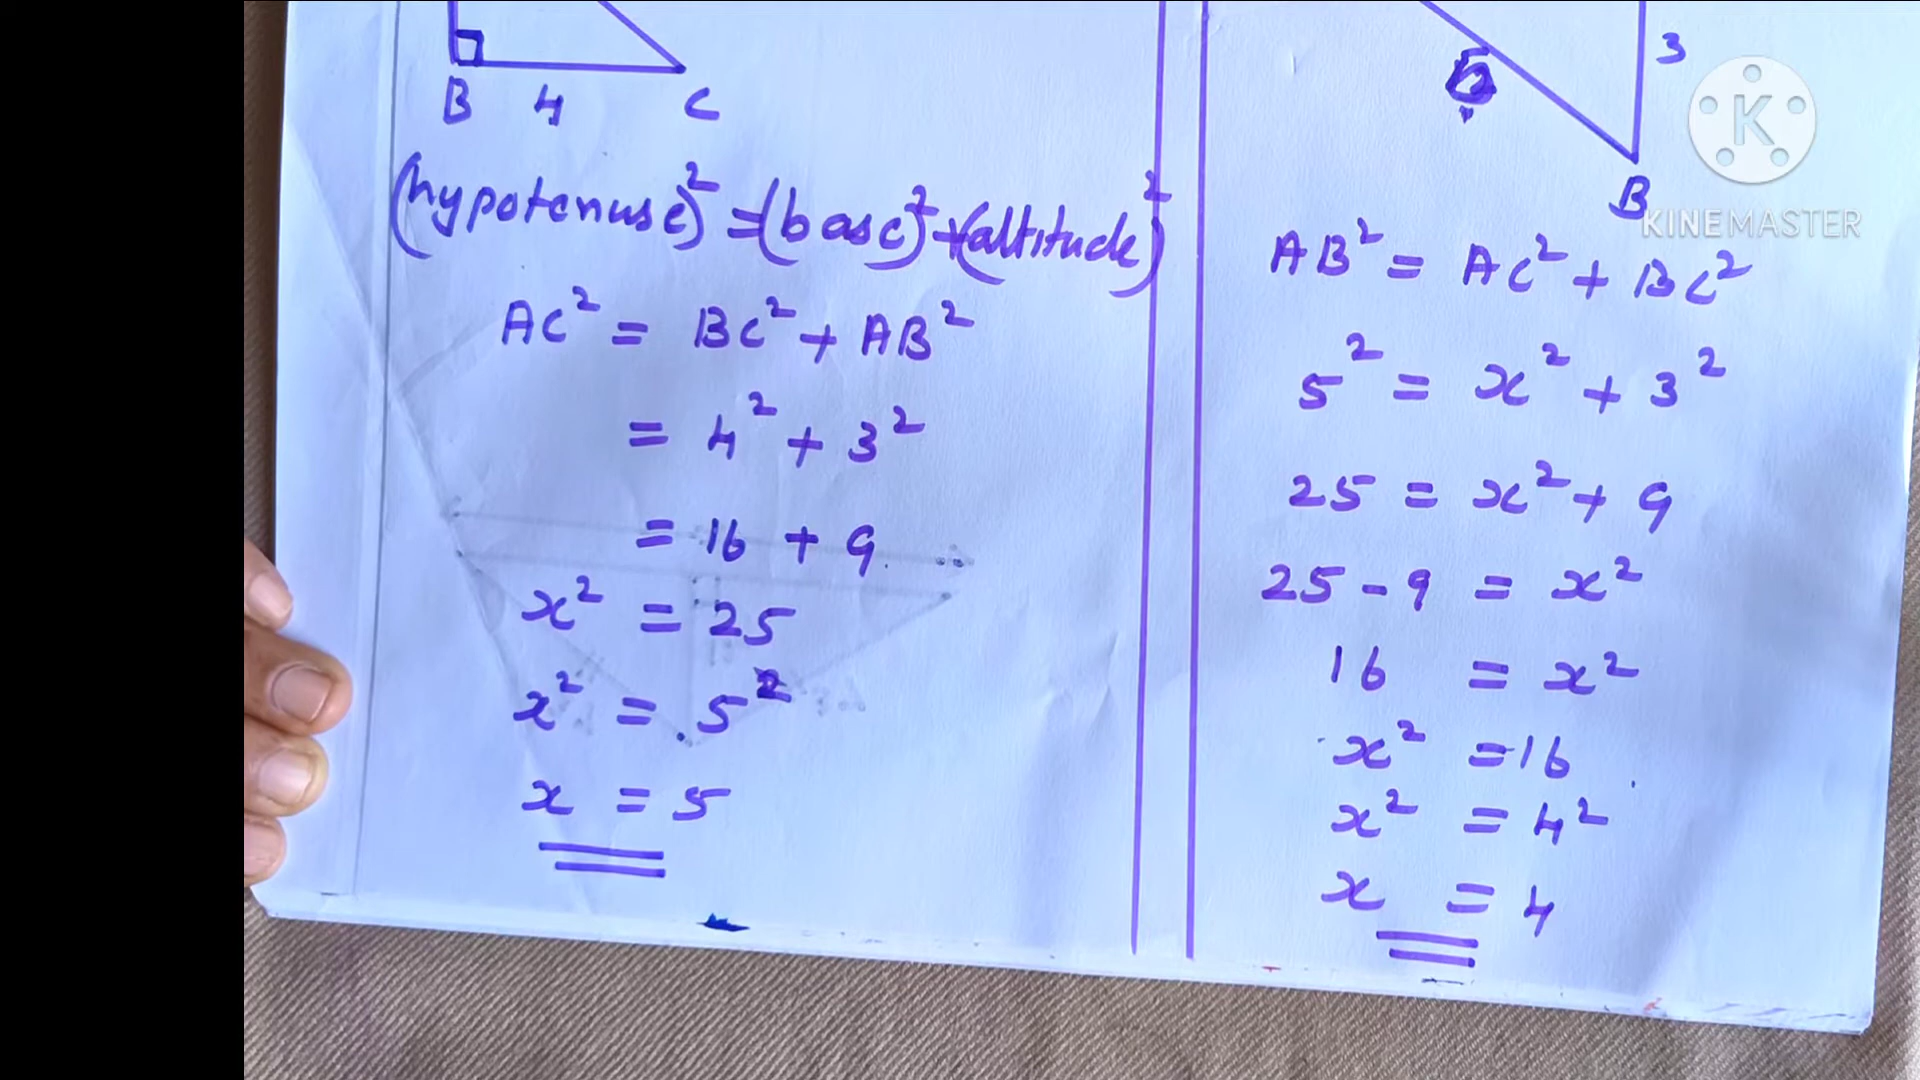 B 4 C
(hypotenuse)² = (base)² + (altitude)²
AC² = BC² + AB²
= 4² + 3²
= 16 + 9
x² = 25
x² = 5²
x = 5
3
B
K
KINEMASTER
AB² = AC² + BC²
5² = x² + 3²
25 = x² + 9
25 - 9 = x²
16 = x²
x² = 16
x² = 4²
x = 4